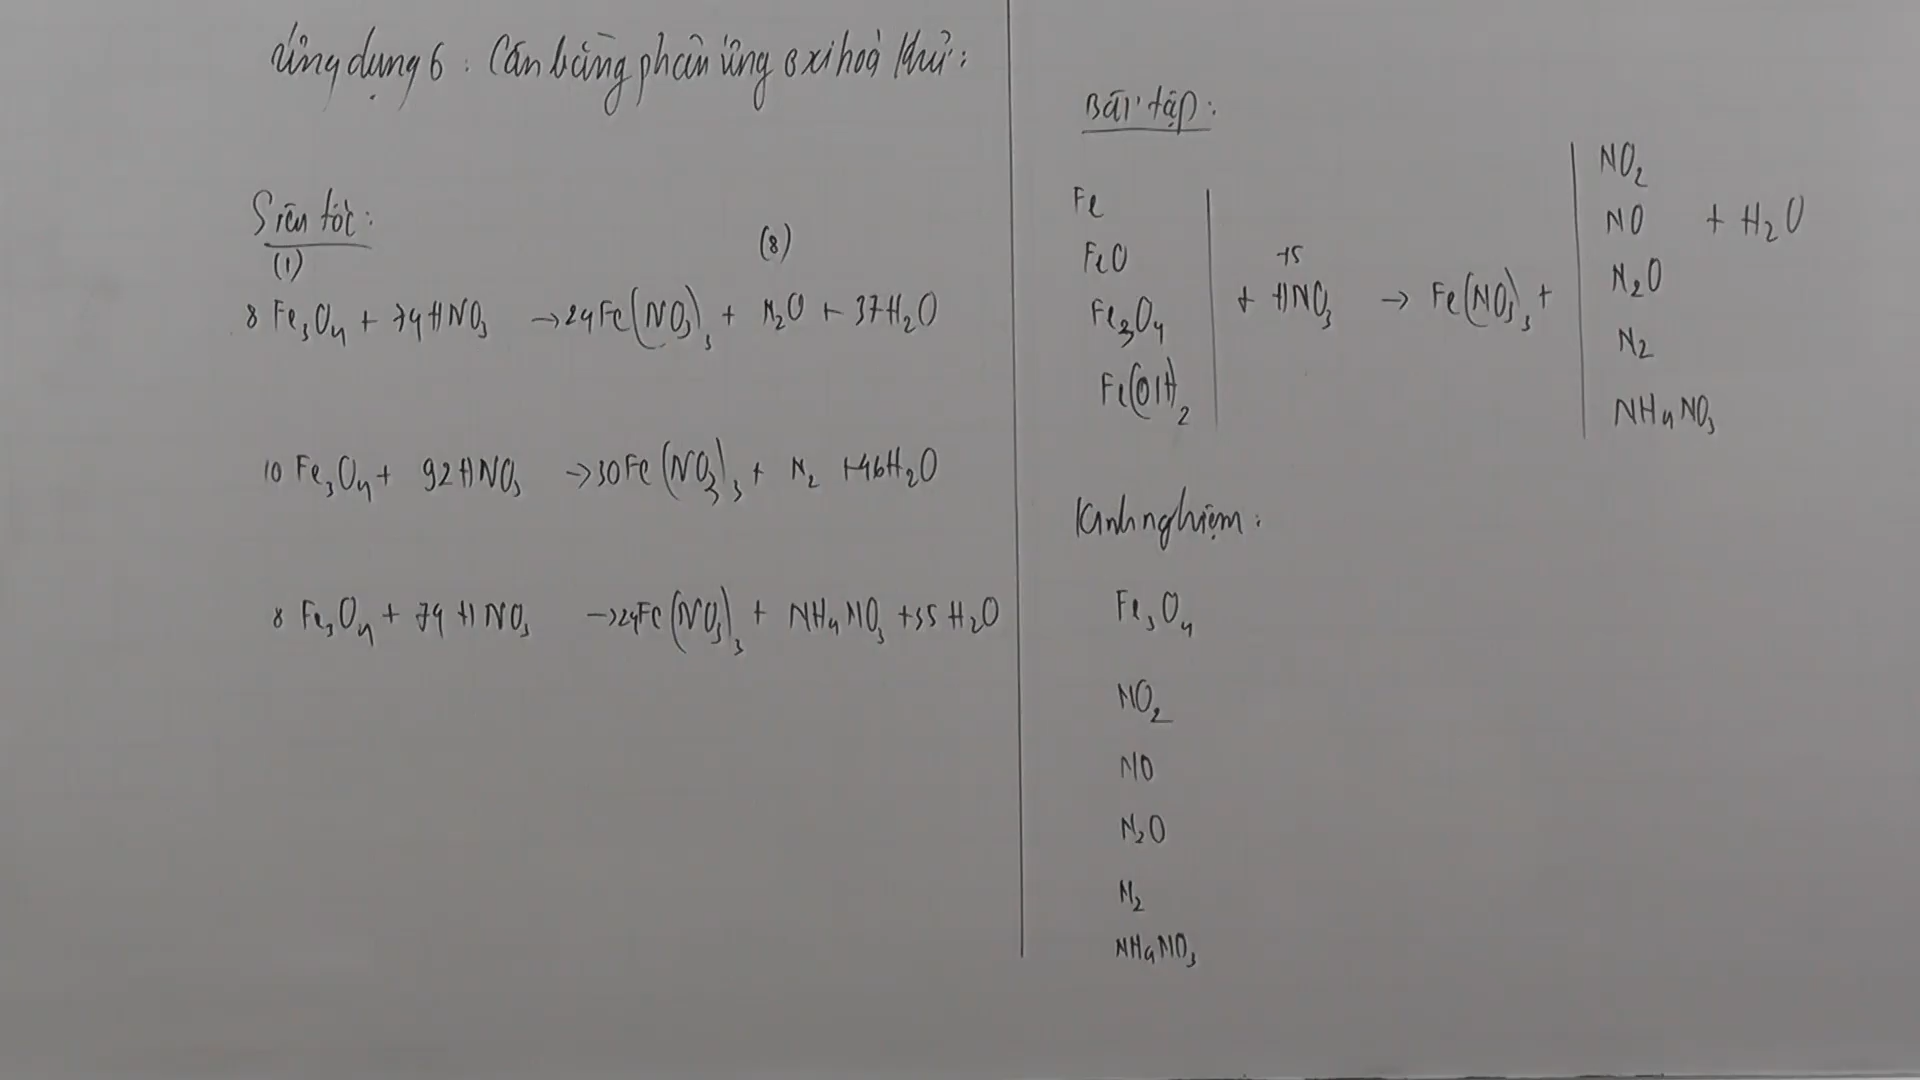 Ứng dụng 6 : Cân bằng phản ứng oxi hoá khử :
Siêu tốc :
(1) (8)
8 Fe₃O₄ + 74 HNO₃ → 24 Fe(NO₃)₃ + N₂O + 37 H₂O
10 Fe₃O₄ + 92 HNO₃ → 30 Fe(NO₃)₃ + N₂ + 46 H₂O
8 Fe₃O₄ + 74 HNO₃ → 24 Fe(NO₃)₃ + NH₄NO₃ + 35 H₂O
Bài tập :
Fe
FeO
Fe₃O₄
Fe(OH)₂
+5
+ HNO₃ → Fe(NO₃)₃ +
NO₂
NO + H₂O
N₂O
N₂
NH₄NO₃
Kinh nghiệm :
Fe₃O₄
NO₂
NO
N₂O
N₂
NH₄NO₃